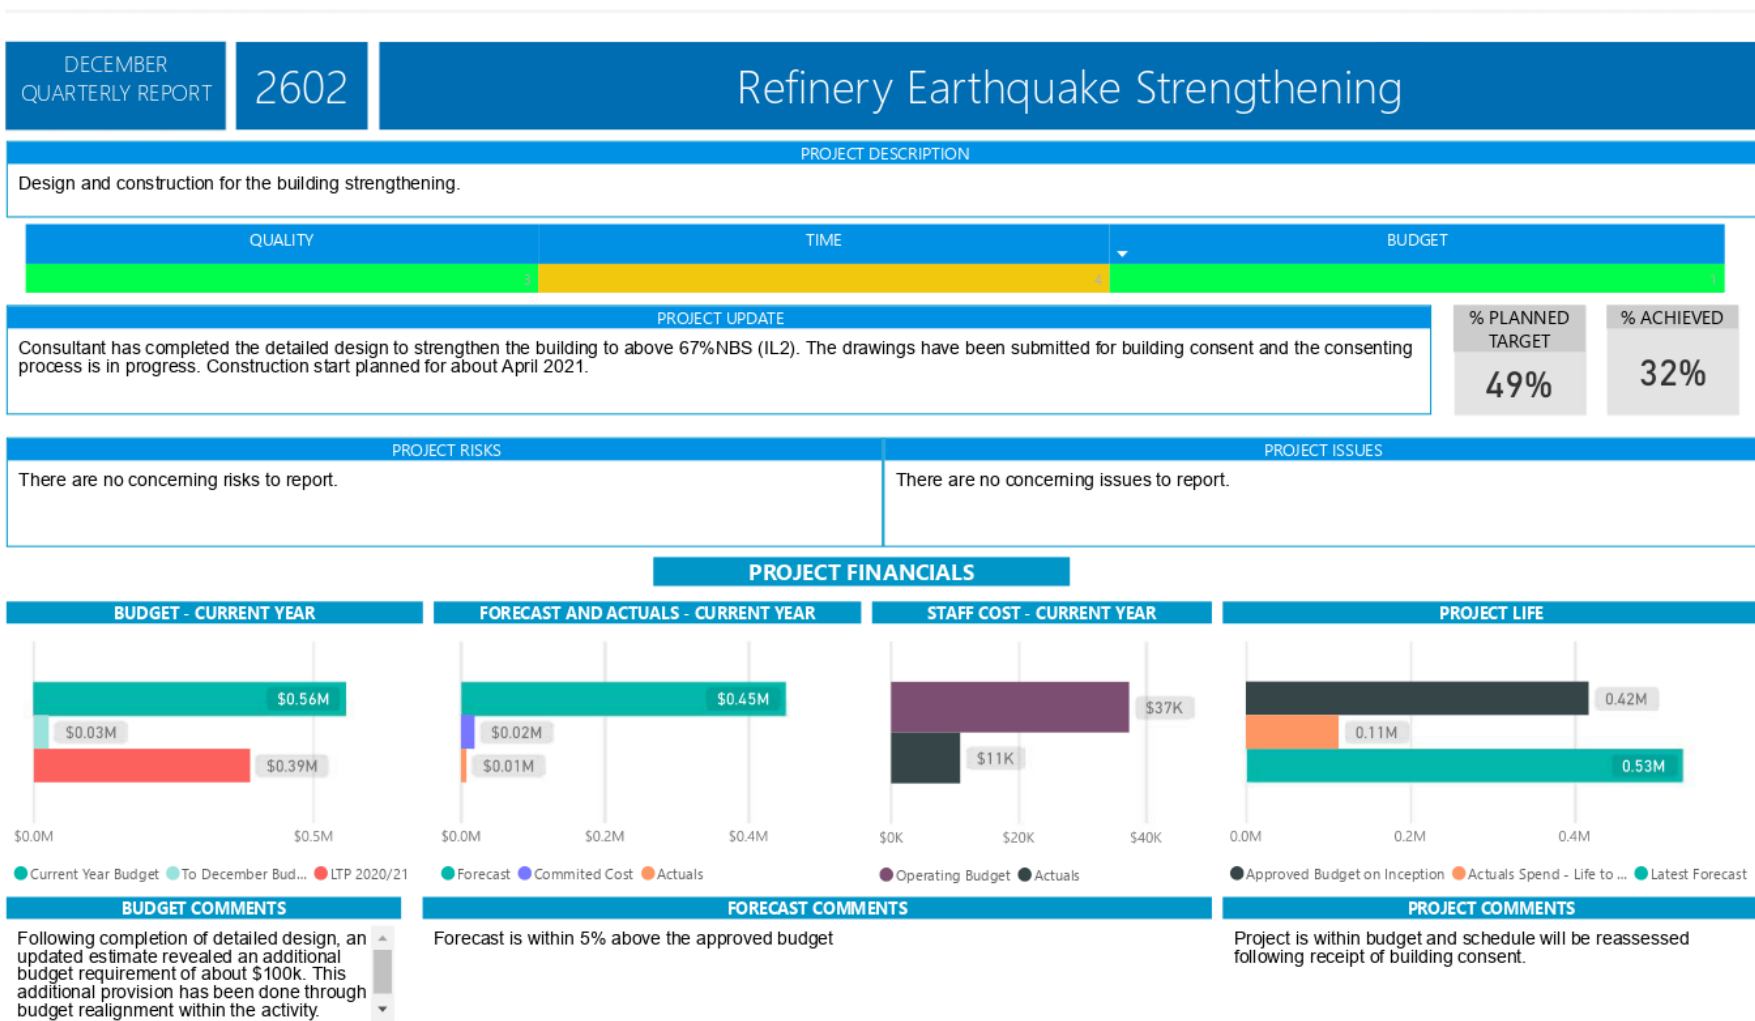 DECEMBER
QUARTERLY REPORT
2602
Refinery Earthquake Strengthening
PROJECT DESCRIPTION
Design and construction for the building strengthening.
QUALITY
TIME
BUDGET
3
4
1
PROJECT UPDATE
Consultant has completed the detailed design to strengthen the building to above 67%NBS (IL2). The drawings have been submitted for building consent and the consenting
process is in progress. Construction start planned for about April 2021.
% PLANNED
TARGET
49%
% ACHIEVED
32%
PROJECT RISKS
There are no concerning risks to report.
PROJECT ISSUES
There are no concerning issues to report.
PROJECT FINANCIALS
BUDGET - CURRENT YEAR
$0.56M
$0.03M
$0.39M
$0.0M
$0.5M
Current Year Budget
To December Bud...
LTP 2020/21
FORECAST AND ACTUALS - CURRENT YEAR
$0.45M
$0.02M
$0.01M
$0.0M
$0.2M
$0.4M
Forecast
Commited Cost
Actuals
STAFF COST - CURRENT YEAR
$37K
$11K
$0K
$20K
$40K
Operating Budget
Actuals
PROJECT LIFE
0.42M
0.11M
0.53M
0.0M
0.2M
0.4M
Approved Budget on Inception
Actuals Spend - Life to ...
Latest Forecast
BUDGET COMMENTS
Following completion of detailed design, an
updated estimate revealed an additional
budget requirement of about $100k. This
additional provision has been done through
budget realignment within the activity.
FORECAST COMMENTS
Forecast is within 5% above the approved budget
PROJECT COMMENTS
Project is within budget and schedule will be reassessed
following receipt of building consent.